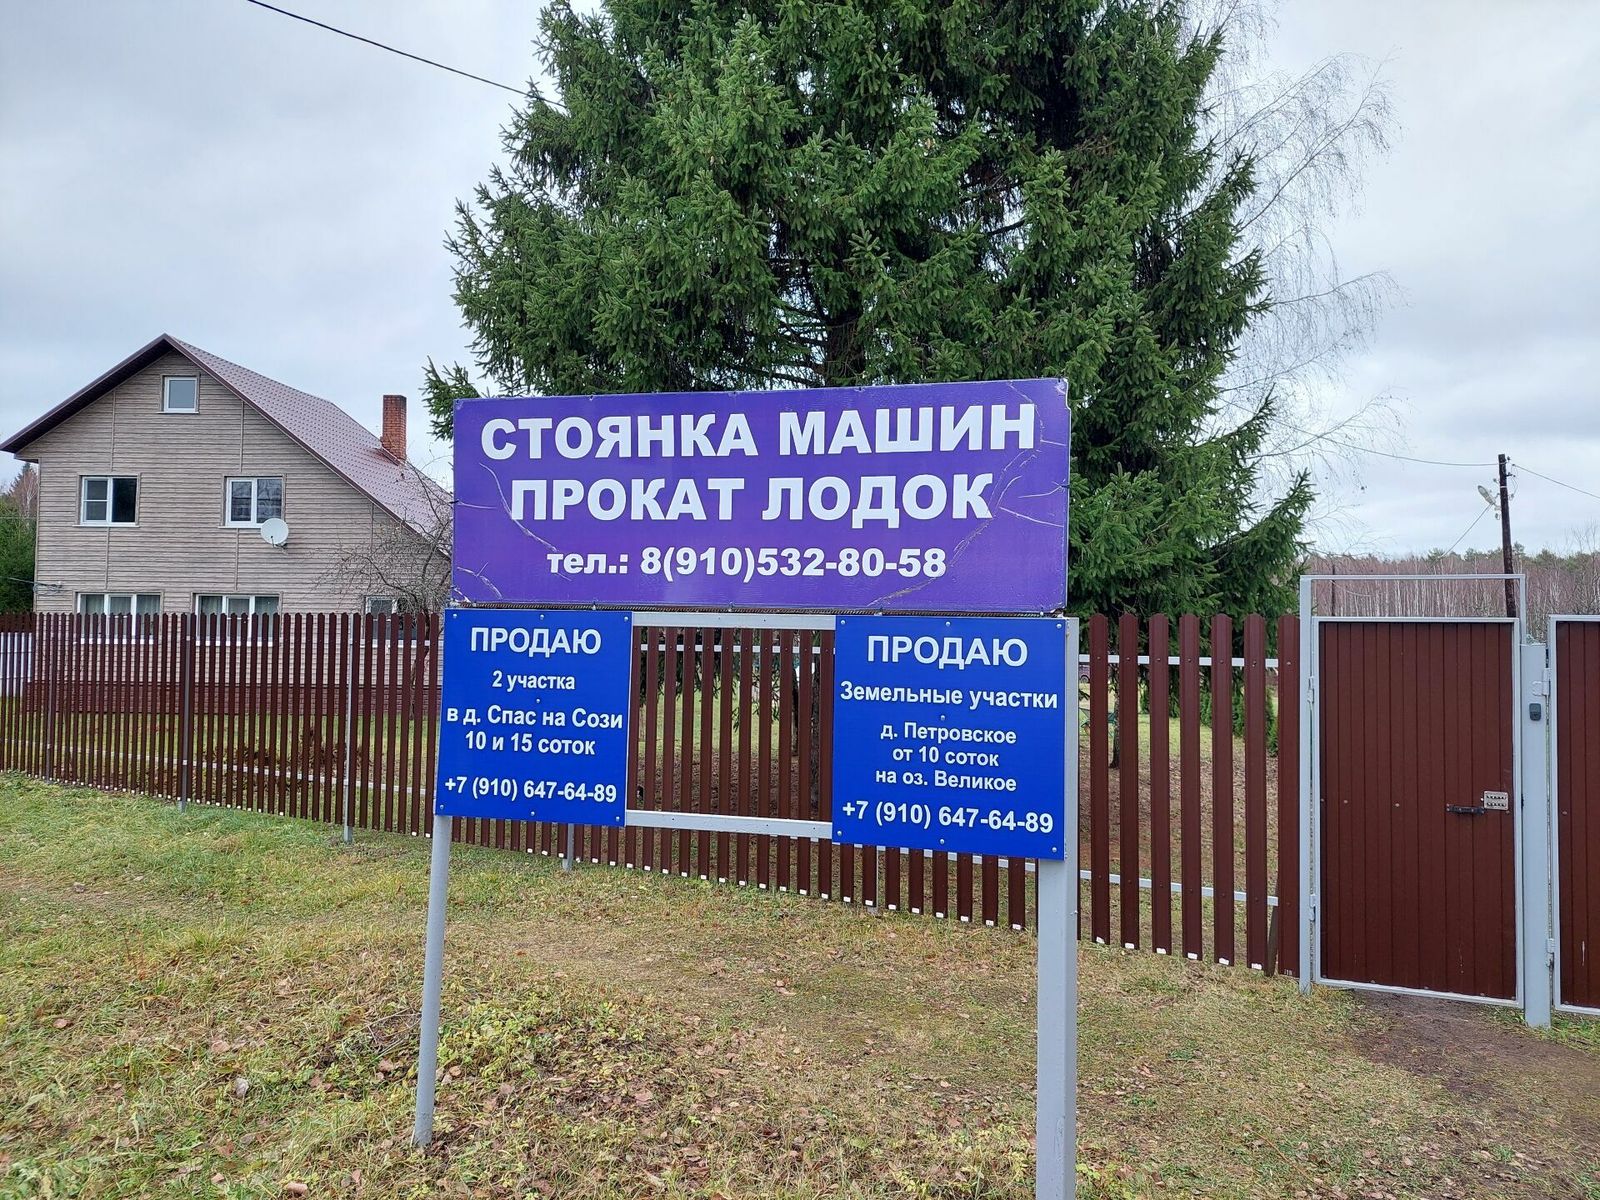 СТОЯНКА МАШИН
ПРОКАТ ЛОДОК
тел.: 8(910)532-80-58
ПРОДАЮ
2 участка
в д. Спас на Сози
10 и 15 соток
+7 (910) 647-64-89
ПРОДАЮ
Земельные участки
д. Петровское
от 10 соток
на оз. Великое
+7 (910) 647-64-89